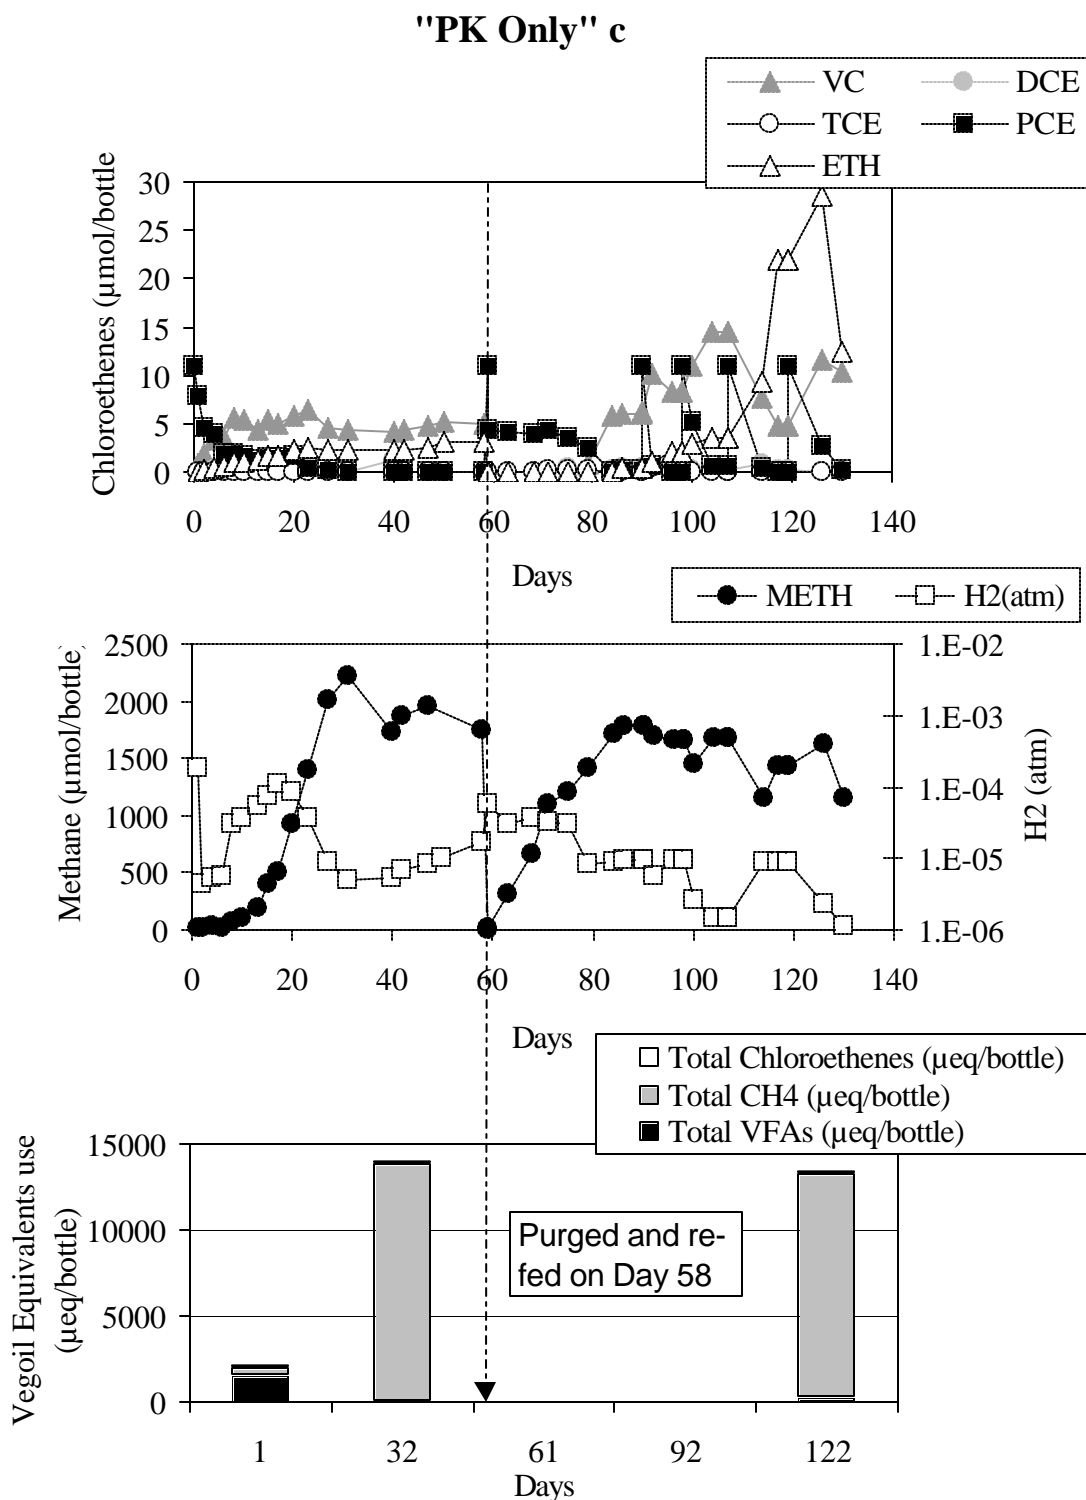 "PK Only" c
VC
DCE
TCE
PCE
ETH
Chloroethenes (µmol/bottle
30
25
20
15
10
5
0
0 20 40 60 80 100 120 140
Days
METH
H2(atm)
Methane (µmol/bottle)
2500
2000
1500
1000
500
0
1.E-02
1.E-03
1.E-04
1.E-05
1.E-06
H2 (atm)
0 20 40 60 80 100 120 140
Days
Total Chloroethenes (µeq/bottle)
Total CH4 (µeq/bottle)
Total VFAs (µeq/bottle)
Vegoil Equivalents use
(µeq/bottle)
15000
10000
5000
0
Purged and re-
fed on Day 58
1 32 61 92 122
Days